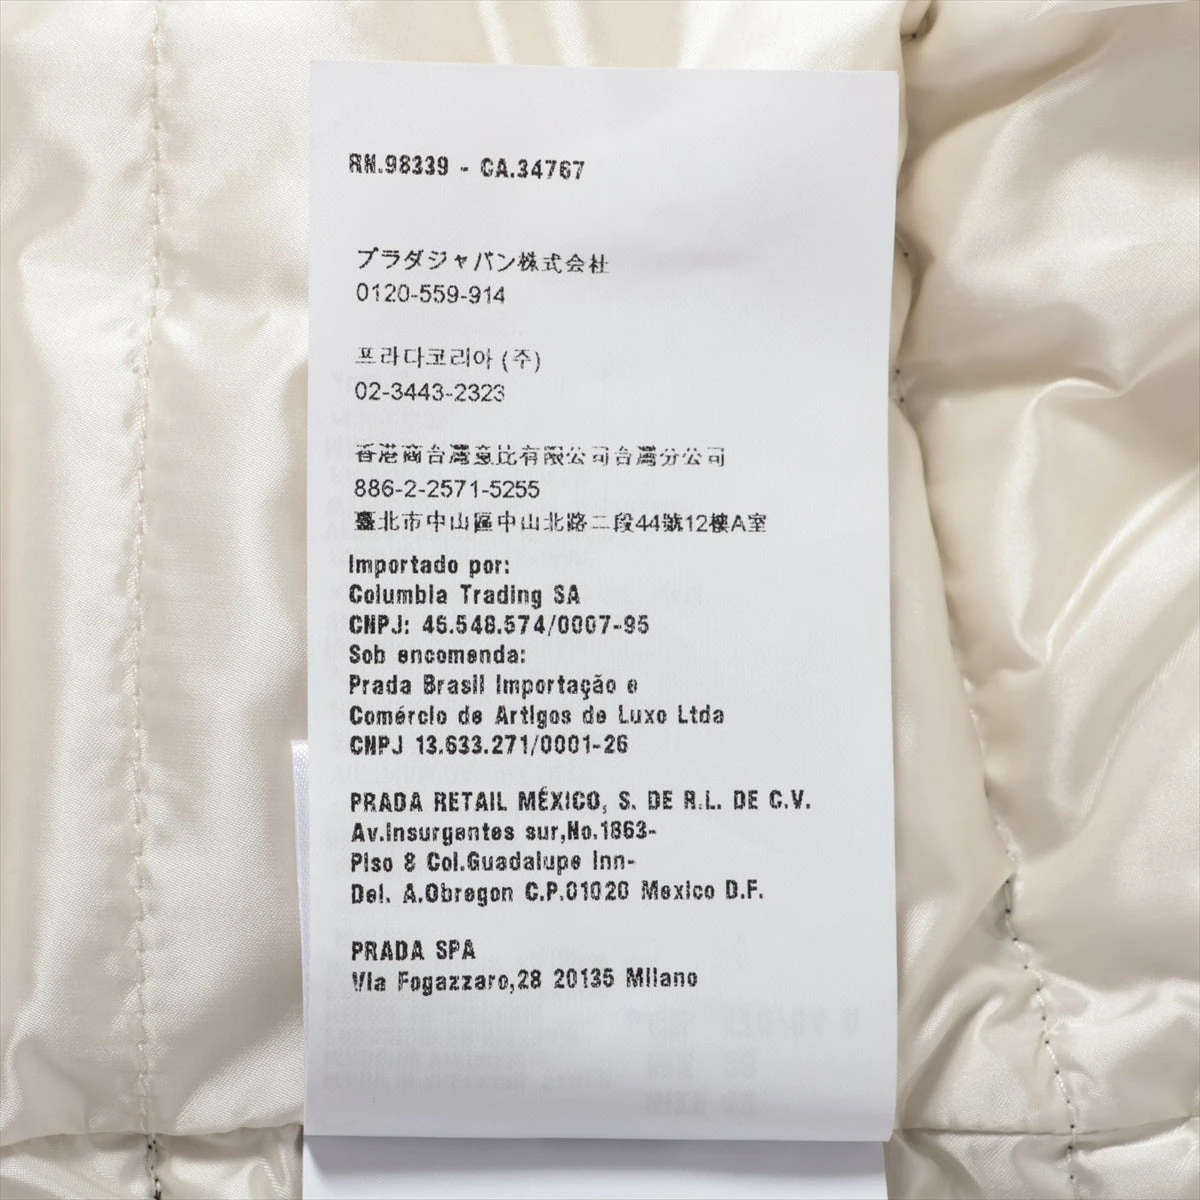 RN.98339 - CA.34767
プラダジャパン株式会社
0120-559-914
프라다코리아 (주)
02-3443-2323
香港商台灣意比有限公司台灣分公司
886-2-2571-5255
臺北市中山區中山北路二段44號12樓A室
Importado por:
Columbia Trading SA
CNPJ: 46.548.574/0007-95
Sob encomenda:
Prada Brasil Importação e
Comércio de Artigos de Luxo Ltda
CNPJ 13.633.271/0001-26
PRADA RETAIL MÉXICO, S. DE R.L. DE C.V.
Av.Insurgentes sur,No.1863-
Piso 8 Col.Guadalupe Inn-
Del. A.Obregon C.P.01020 Mexico D.F.
PRADA SPA
Via Fogazzaro,28 20135 Milano